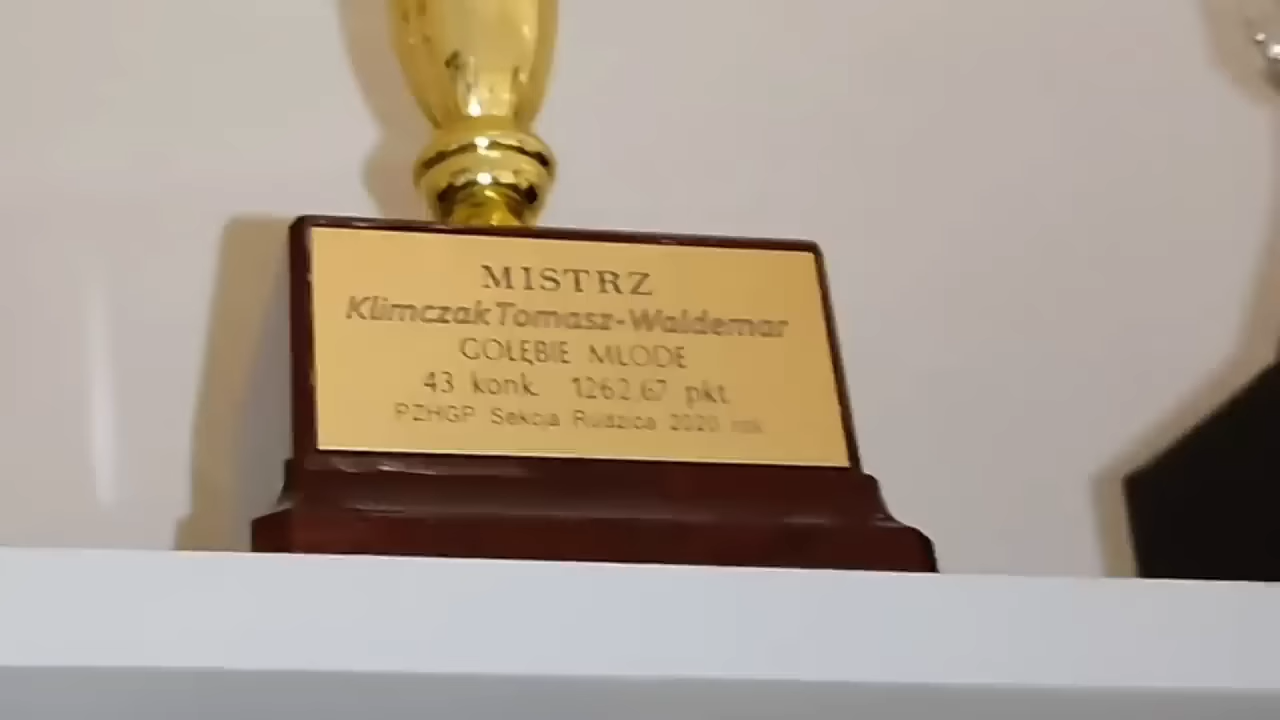 MISTRZ
Klimczak Tomasz-Waldemar
GOŁĘBIE MŁODE
43 konk. 1262,67 pkt.
PZHGP Sekcja Rudzica 2020 rok